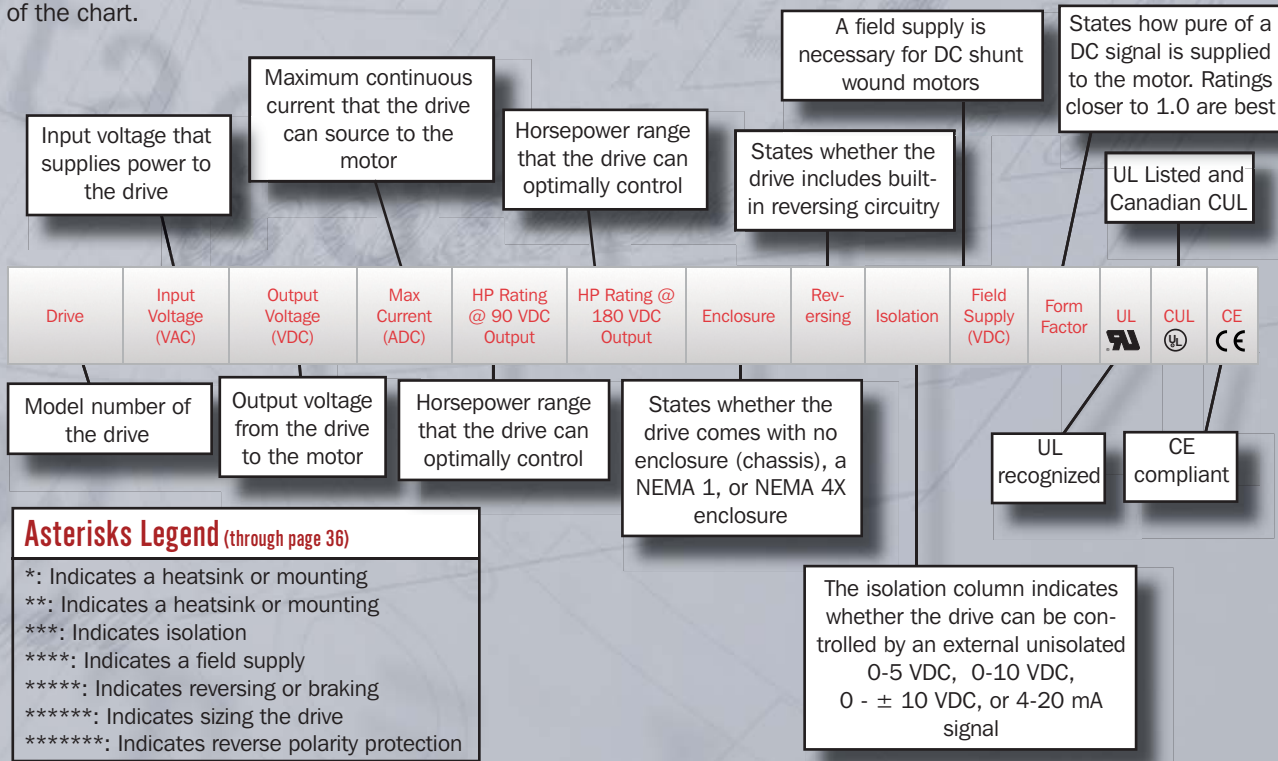 of the chart.
A field supply is
necessary for DC shunt
wound motors
States how pure of a
DC signal is supplied
to the motor. Ratings
closer to 1.0 are best
Maximum continuous
current that the drive
can source to the
motor
Input voltage that
supplies power to
the drive
Horsepower range
that the drive can
optimally control
States whether the
drive includes built-
in reversing circuitry
UL Listed and
Canadian CUL
Drive
Input
Voltage
(VAC)
Output
Voltage
(VDC)
Max
Current
(ADC)
HP Rating
@ 90 VDC
Output
HP Rating @
180 VDC
Output
Enclosure
Rev-
ersing
Isolation
Field
Supply
(VDC)
Form
Factor
UL
CUL
UL
CE
CE
Model number of
the drive
Output voltage
from the drive
to the motor
Horsepower range
that the drive can
optimally control
States whether the
drive comes with no
enclosure (chassis), a
NEMA 1, or NEMA 4X
enclosure
UL
recognized
CE
compliant
Asterisks Legend (through page 36)
*: Indicates a heatsink or mounting
**: Indicates a heatsink or mounting
***: Indicates isolation
****: Indicates a field supply
*****: Indicates reversing or braking
******: Indicates sizing the drive
*******: Indicates reverse polarity protection
The isolation column indicates
whether the drive can be con-
trolled by an external unisolated
0-5 VDC, 0-10 VDC,
0 - ± 10 VDC, or 4-20 mA
signal